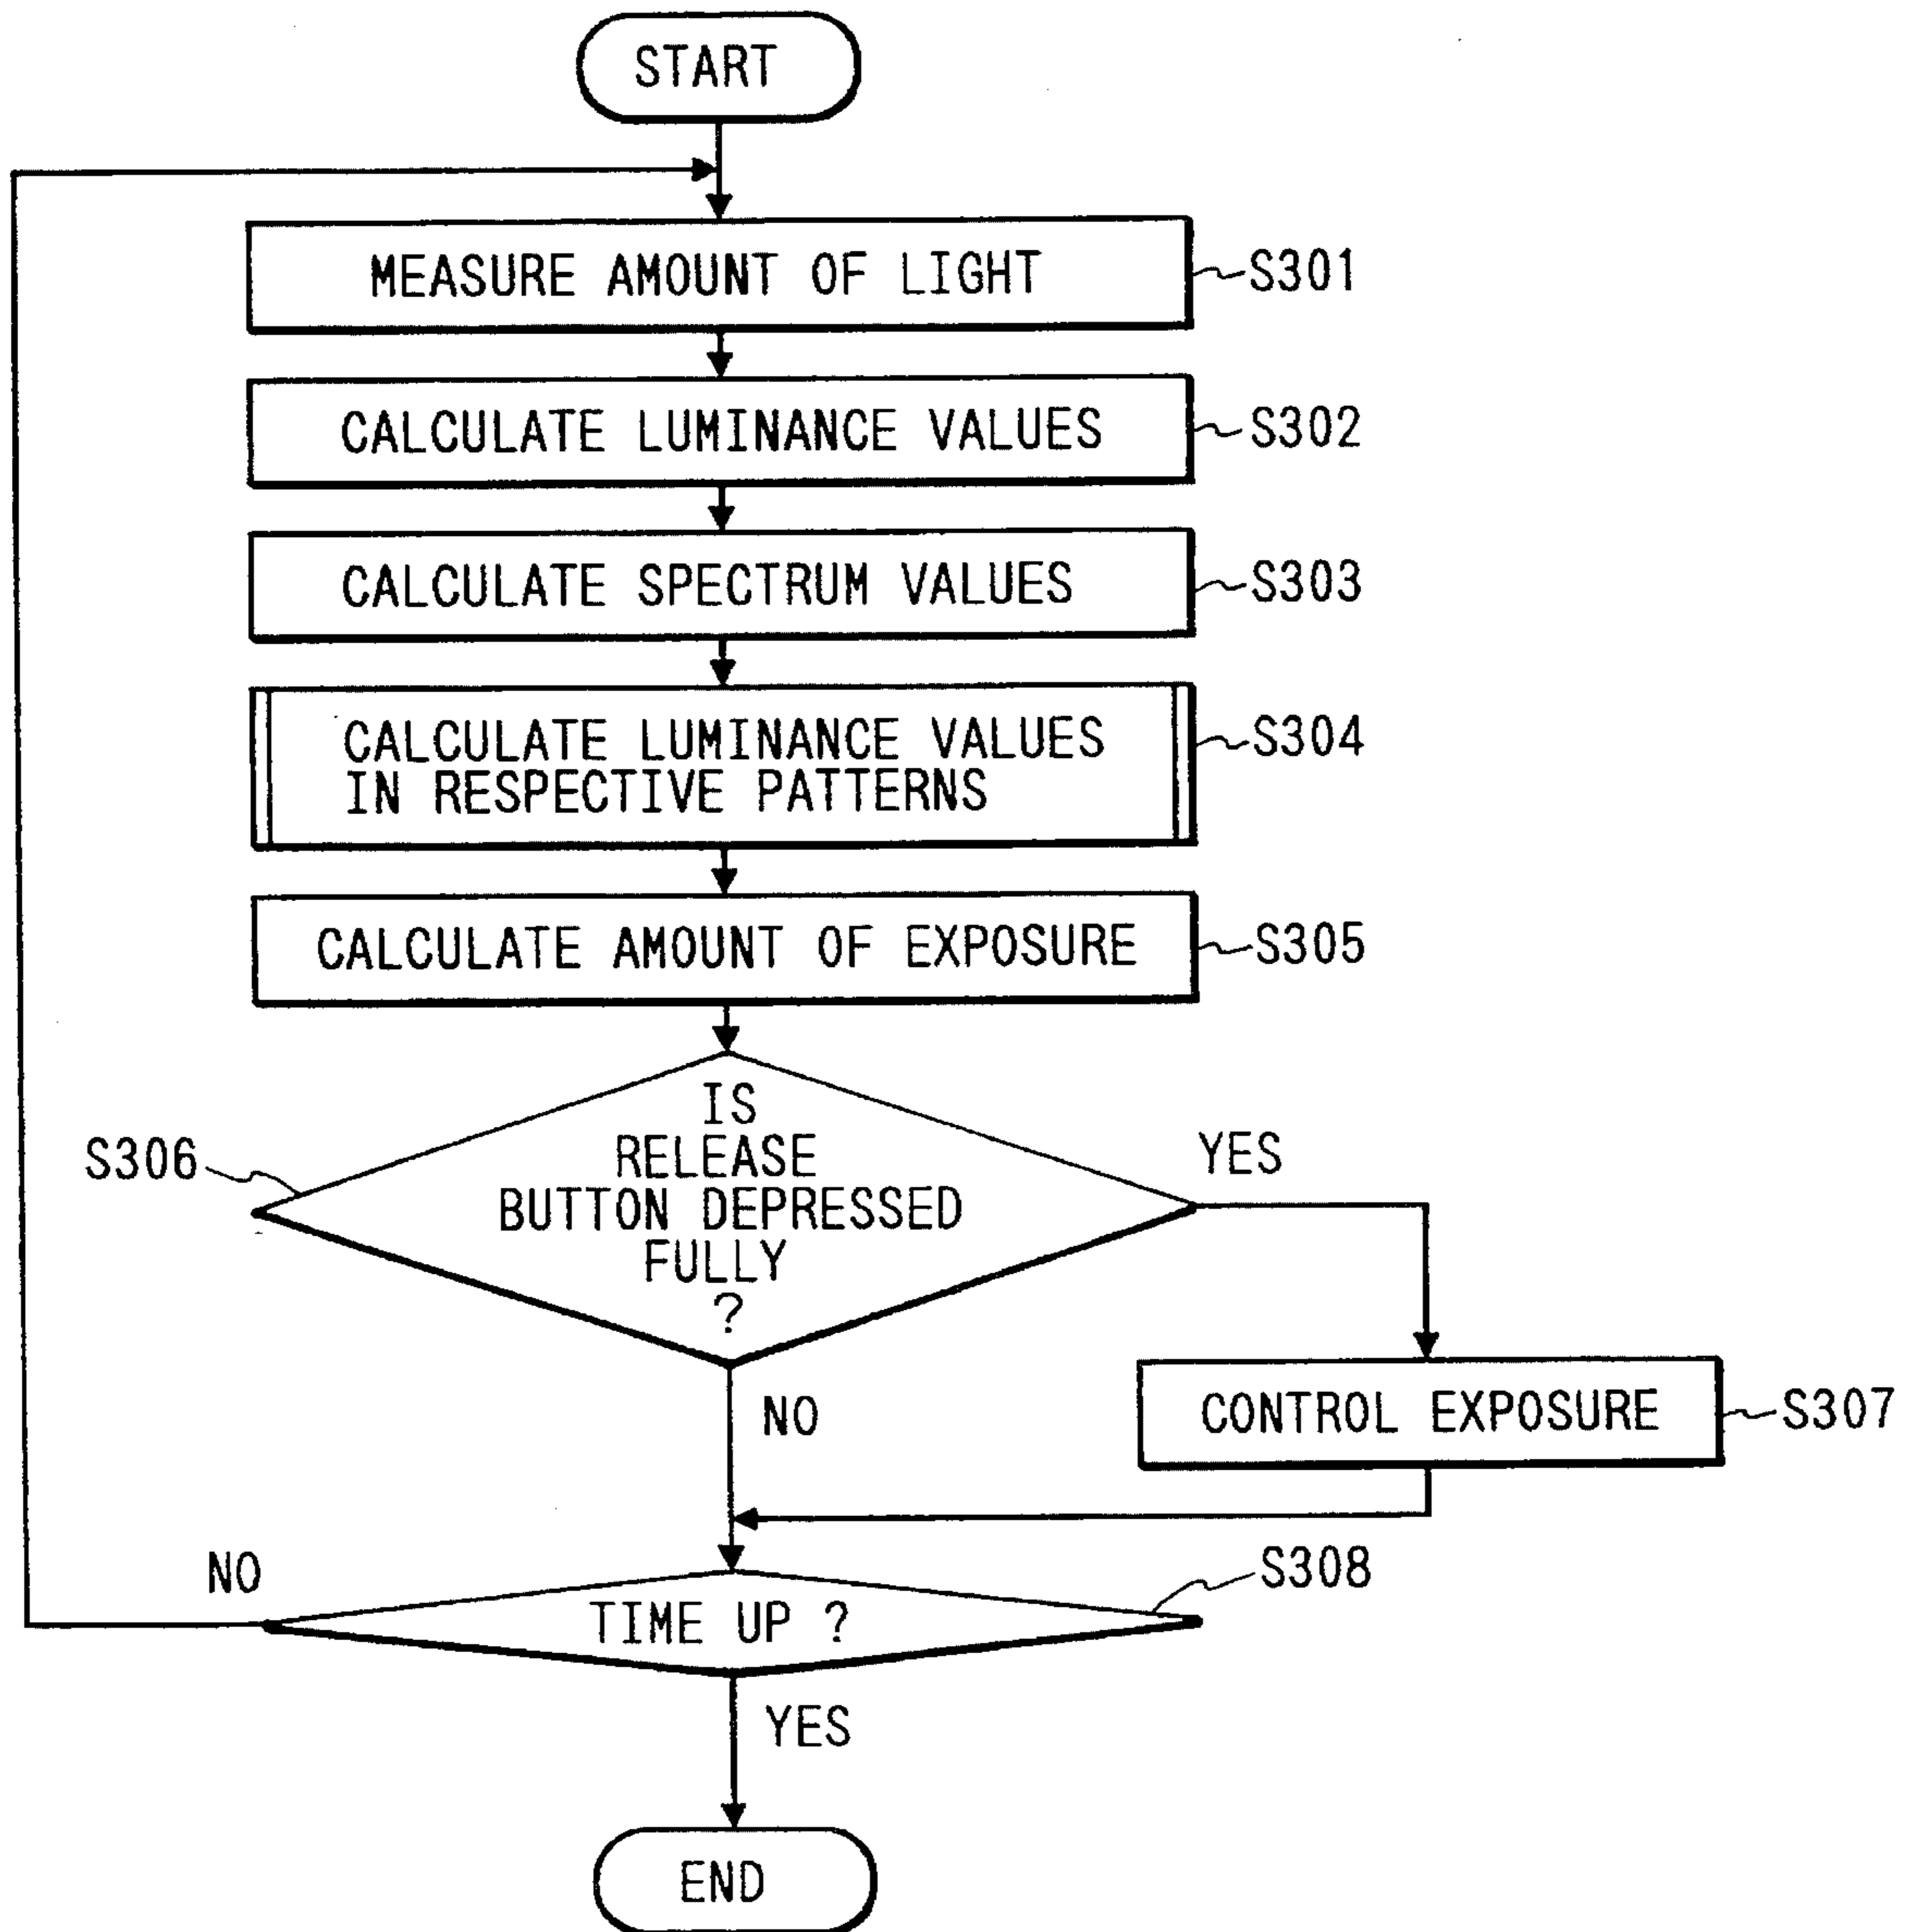 START
MEASURE AMOUNT OF LIGHT
S301
CALCULATE LUMINANCE VALUES
S302
CALCULATE SPECTRUM VALUES
S303
CALCULATE LUMINANCE VALUES
IN RESPECTIVE PATTERNS
S304
CALCULATE AMOUNT OF EXPOSURE
S305
IS
RELEASE
BUTTON DEPRESSED
FULLY
?
S306
YES
NO
CONTROL EXPOSURE
S307
TIME UP ?
S308
NO
YES
END